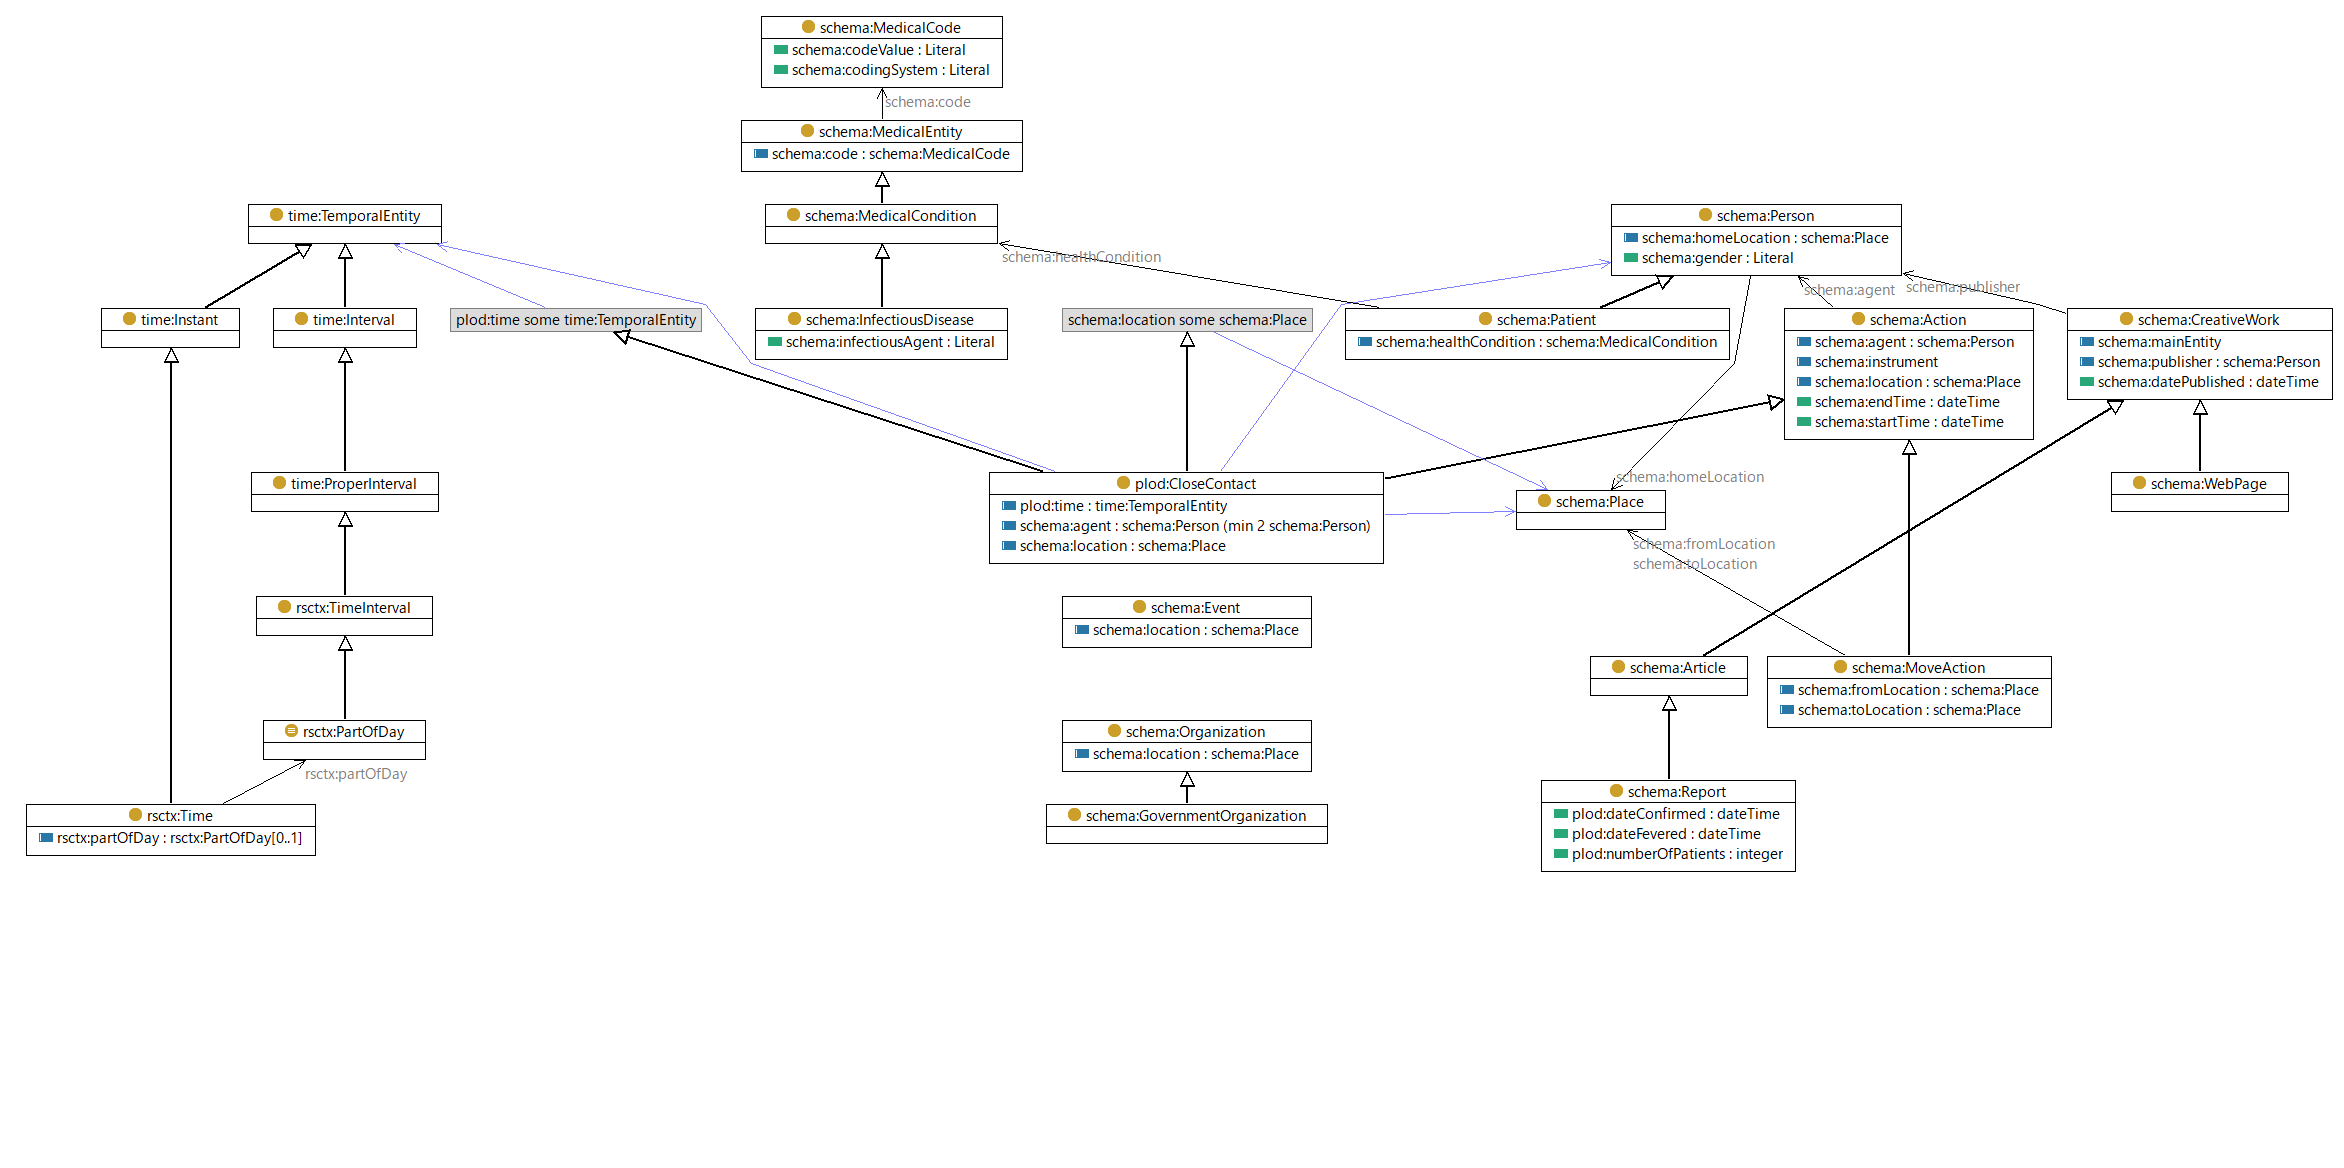 schema:MedicalCode
schema:codeValue : Literal
schema:codingSystem : Literal
schema:code
schema:MedicalEntity
schema:code : schema:MedicalCode
time:TemporalEntity
schema:MedicalCondition
schema:healthCondition
schema:Person
schema:homeLocation : schema:Place
schema:gender : Literal
schema:agent
schema:publisher
time:Instant
time:Interval
plod:time some time:TemporalEntity
schema:InfectiousDisease
schema:infectiousAgent : Literal
schema:location some schema:Place
schema:Patient
schema:healthCondition : schema:MedicalCondition
schema:Action
schema:agent : schema:Person
schema:instrument
schema:location : schema:Place
schema:endTime : dateTime
schema:startTime : dateTime
schema:CreativeWork
schema:mainEntity
schema:publisher : schema:Person
schema:datePublished : dateTime
time:ProperInterval
plod:CloseContact
plod:time : time:TemporalEntity
schema:agent : schema:Person (min 2 schema:Person)
schema:location : schema:Place
schema:homeLocation
schema:Place
schema:WebPage
schema:fromLocation
schema:toLocation
rsctx:TimeInterval
schema:Event
schema:location : schema:Place
schema:Article
schema:MoveAction
schema:fromLocation : schema:Place
schema:toLocation : schema:Place
rsctx:PartOfDay
rsctx:partOfDay
schema:Organization
schema:location : schema:Place
rsctx:Time
rsctx:partOfDay : rsctx:PartOfDay[0..1]
schema:GovernmentOrganization
schema:Report
plod:dateConfirmed : dateTime
plod:dateFevered : dateTime
plod:numberOfPatients : integer